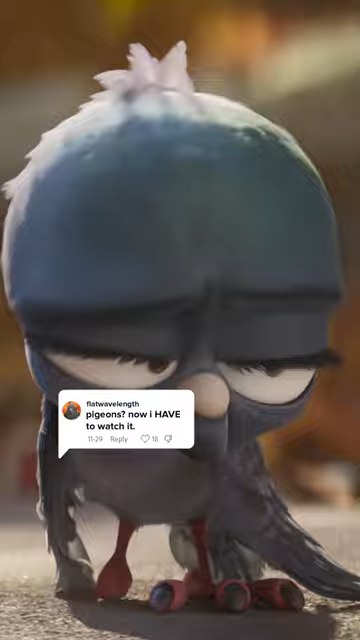 flatwavelength
pigeons? now i HAVE
to watch it.
11-29 Reply 18